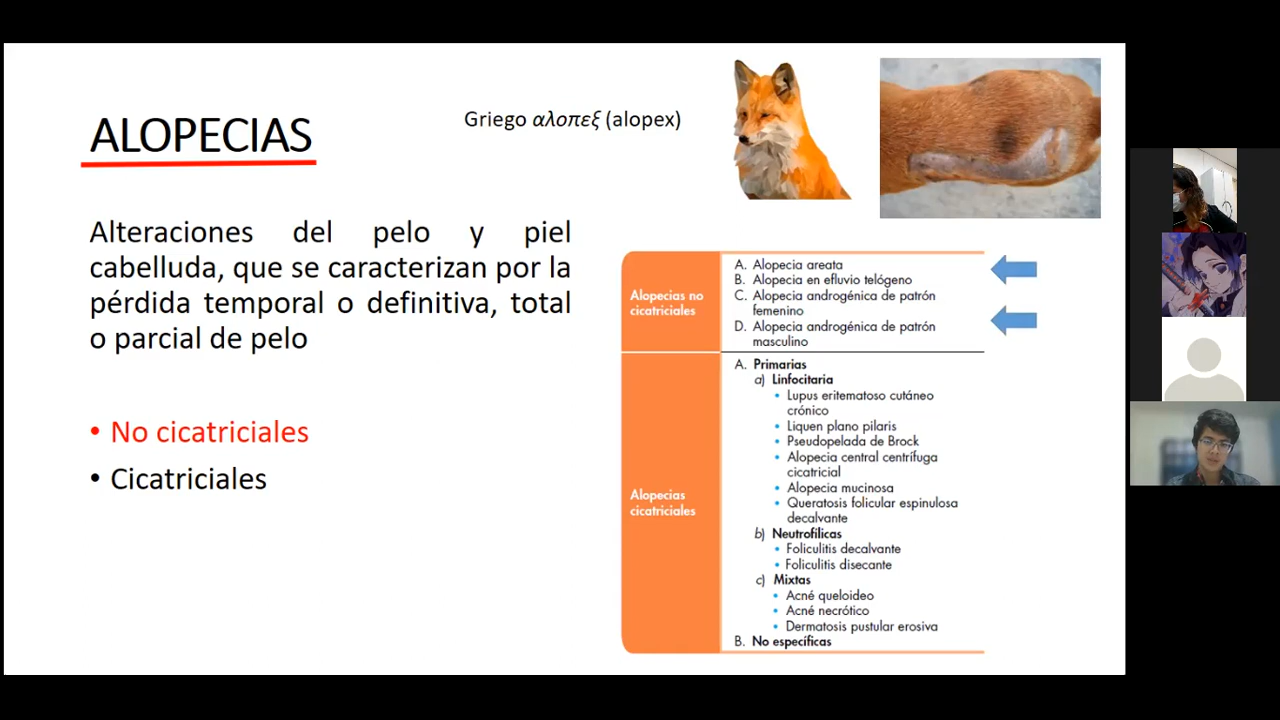 ALOPECIAS
Griego αλοπεξ (alopex)
Alteraciones del pelo y piel
cabelluda, que se caracterizan por la
pérdida temporal o definitiva, total
o parcial de pelo
• No cicatriciales
• Cicatriciales
Alopecias no
cicatriciales
A. Alopecia areata
B. Alopecia en efluvio telógeno
C. Alopecia androgénica de patrón
femenino
D. Alopecia androgénica de patrón
masculino
Alopecias
cicatriciales
A. Primarias
a) Linfocitaria
• Lupus eritematoso cutáneo
crónico
• Liquen plano pilaris
• Pseudopelada de Brock
• Alopecia central centrífuga
cicatricial
• Alopecia mucinosa
• Queratosis folicular espinulosa
decalvante
b) Neutrofílicas
• Foliculitis decalvante
• Foliculitis disecante
c) Mixtas
• Acné queloideo
• Acné necrótico
• Dermatosis pustular erosiva
B. No específicas